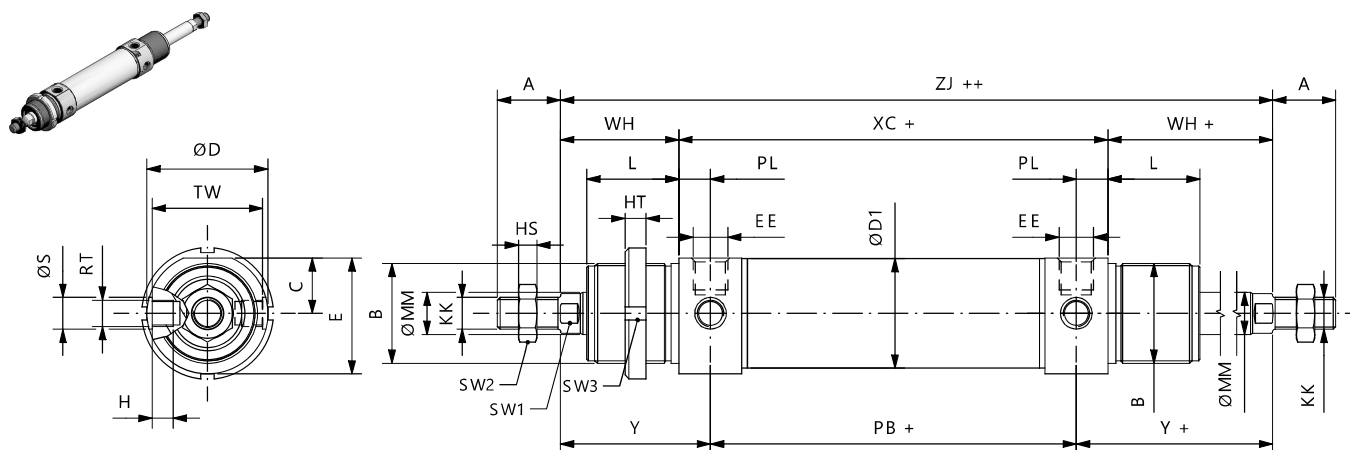 A
ZJ ++
A
WH
XC +
WH +
ØD
L
PL
PL
L
TW
HT
HS
EE
ØD1
EE
ØS
RT
C
E
B
ØMM
KK
SW2
SW1
SW3
H
ØMM
B
KK
Y
PB +
Y +